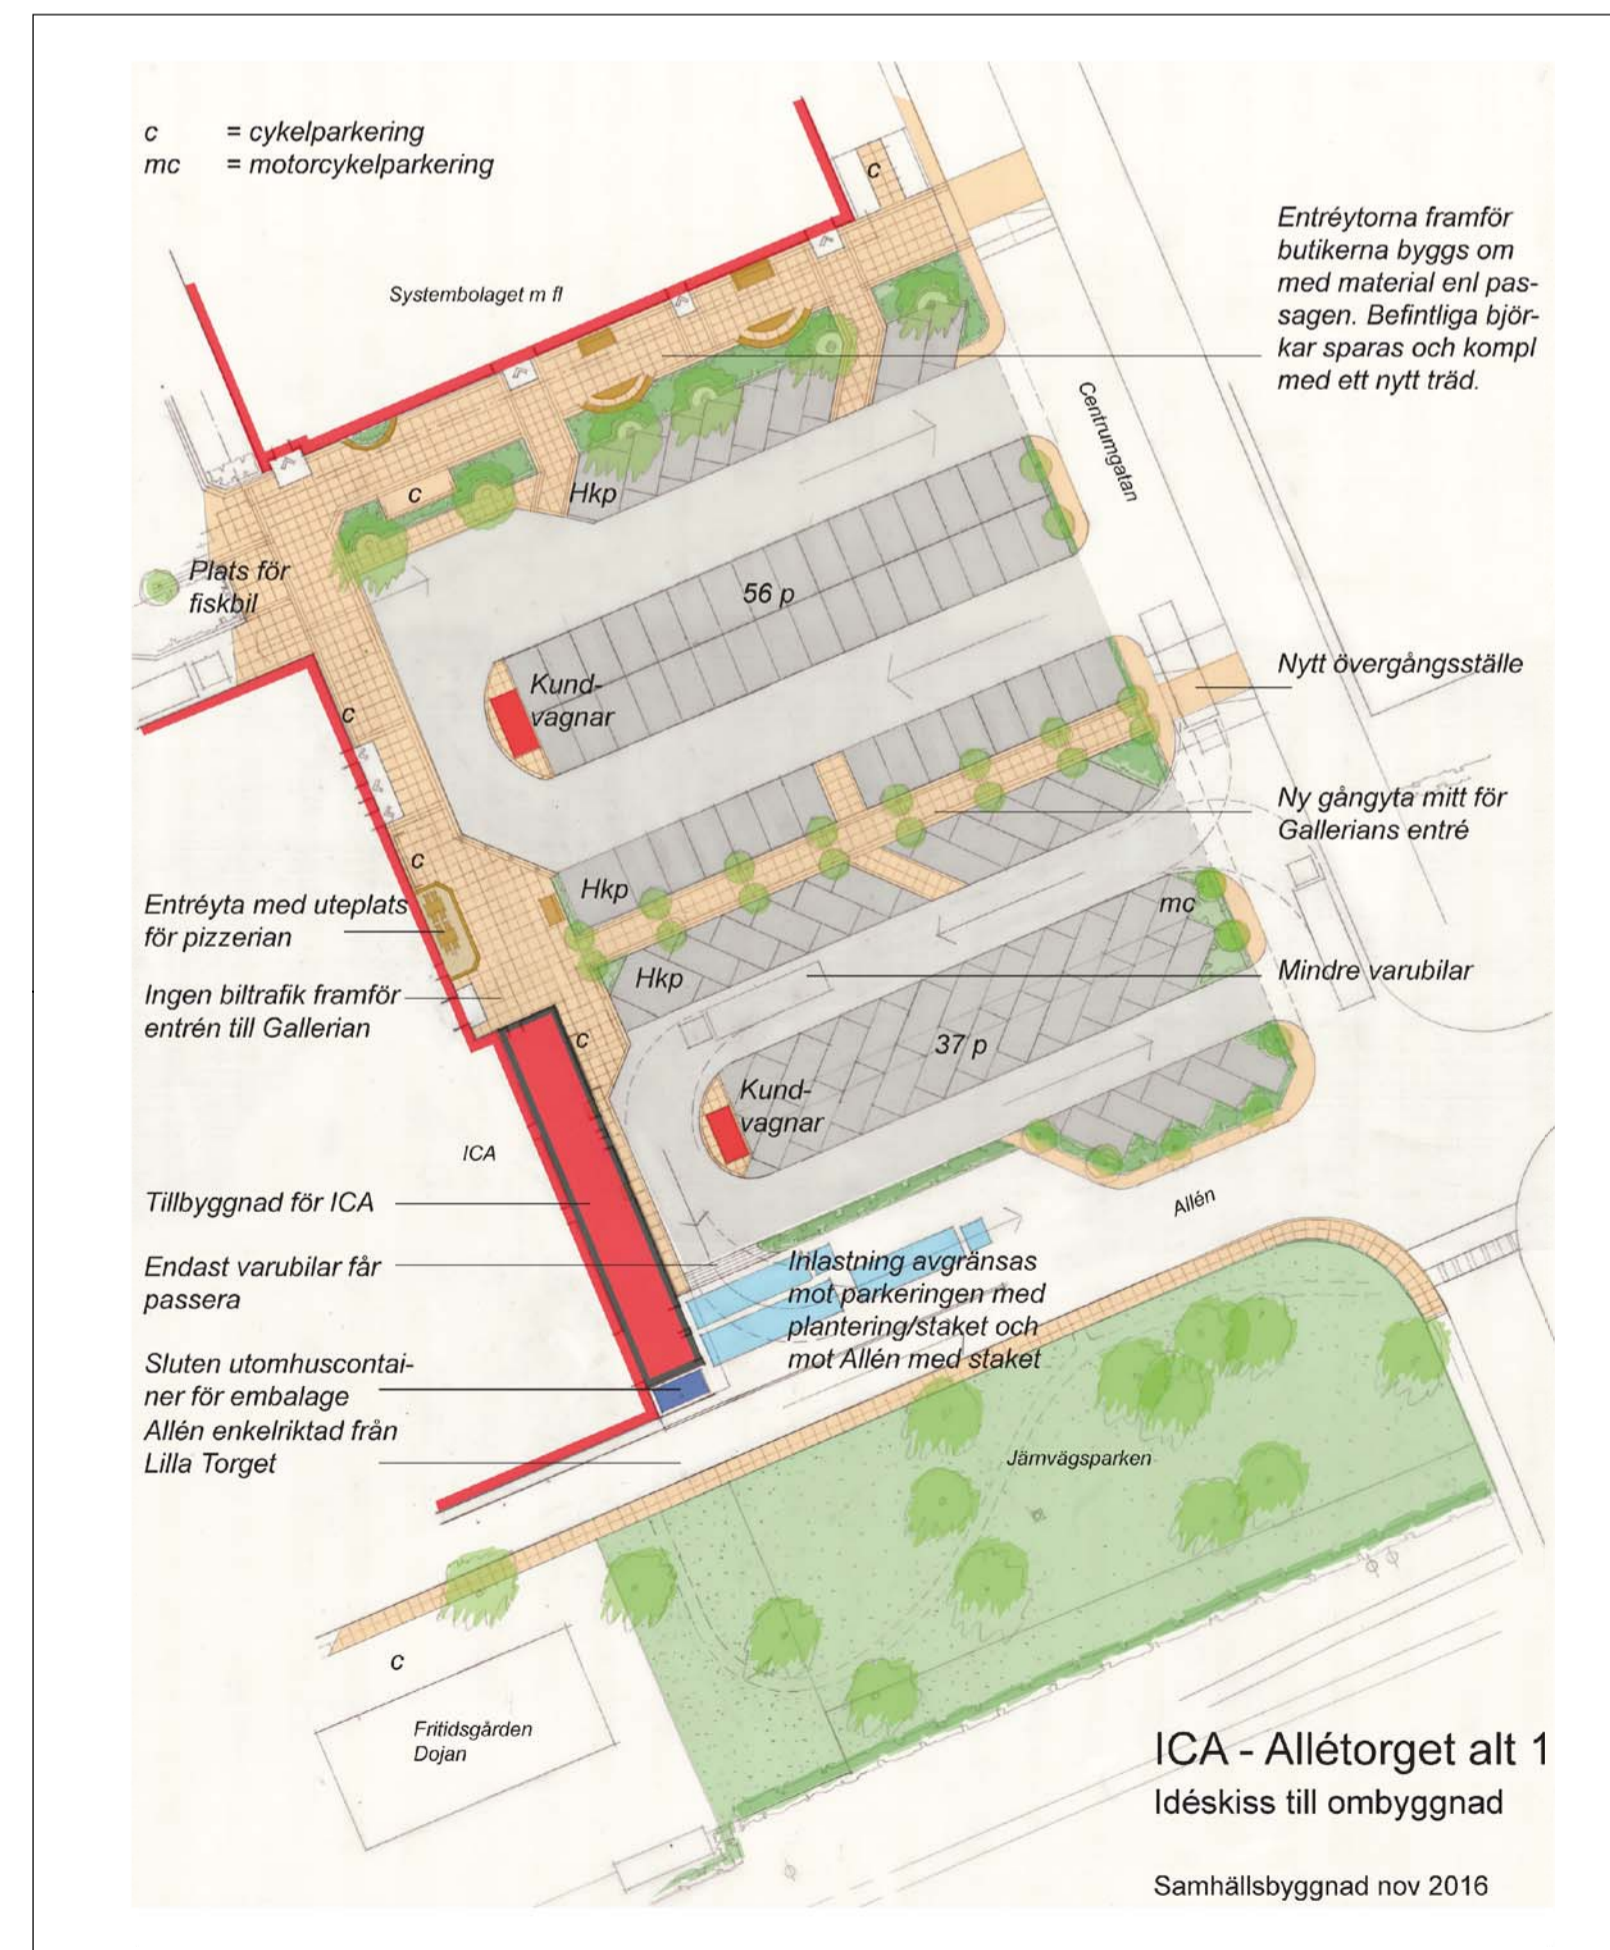 c = cykelparkering
mc = motorcykelparkering
c
Entréytorna framför
butikerna byggs om
med material enl pas-
sagen. Befintliga björ-
kar sparas och kompl
med ett nytt träd.
Systembolaget m fl
Centrumgatan
c
Hkp
Plats för
fiskbil
56 p
Nytt övergångsställe
Kund-
vagnar
c
Ny gångyta mitt för
Gallerians entré
c
Hkp
Entréyta med uteplats
för pizzerian
mc
Hkp
Mindre varubilar
Ingen biltrafik framför
entrén till Gallerian
c
37 p
Kund-
vagnar
ICA
Tillbyggnad för ICA
Allén
Endast varubilar får
passera
Inlastning avgränsas
mot parkeringen med
plantering/staket och
mot Allén med staket
Sluten utomhuscontai-
ner för embalage
Allén enkelriktad från
Lilla Torget
Järnvägsparken
c
Fritidsgården
Dojan
ICA - Allétorget alt 1
Idéskiss till ombyggnad
Samhällsbyggnad nov 2016